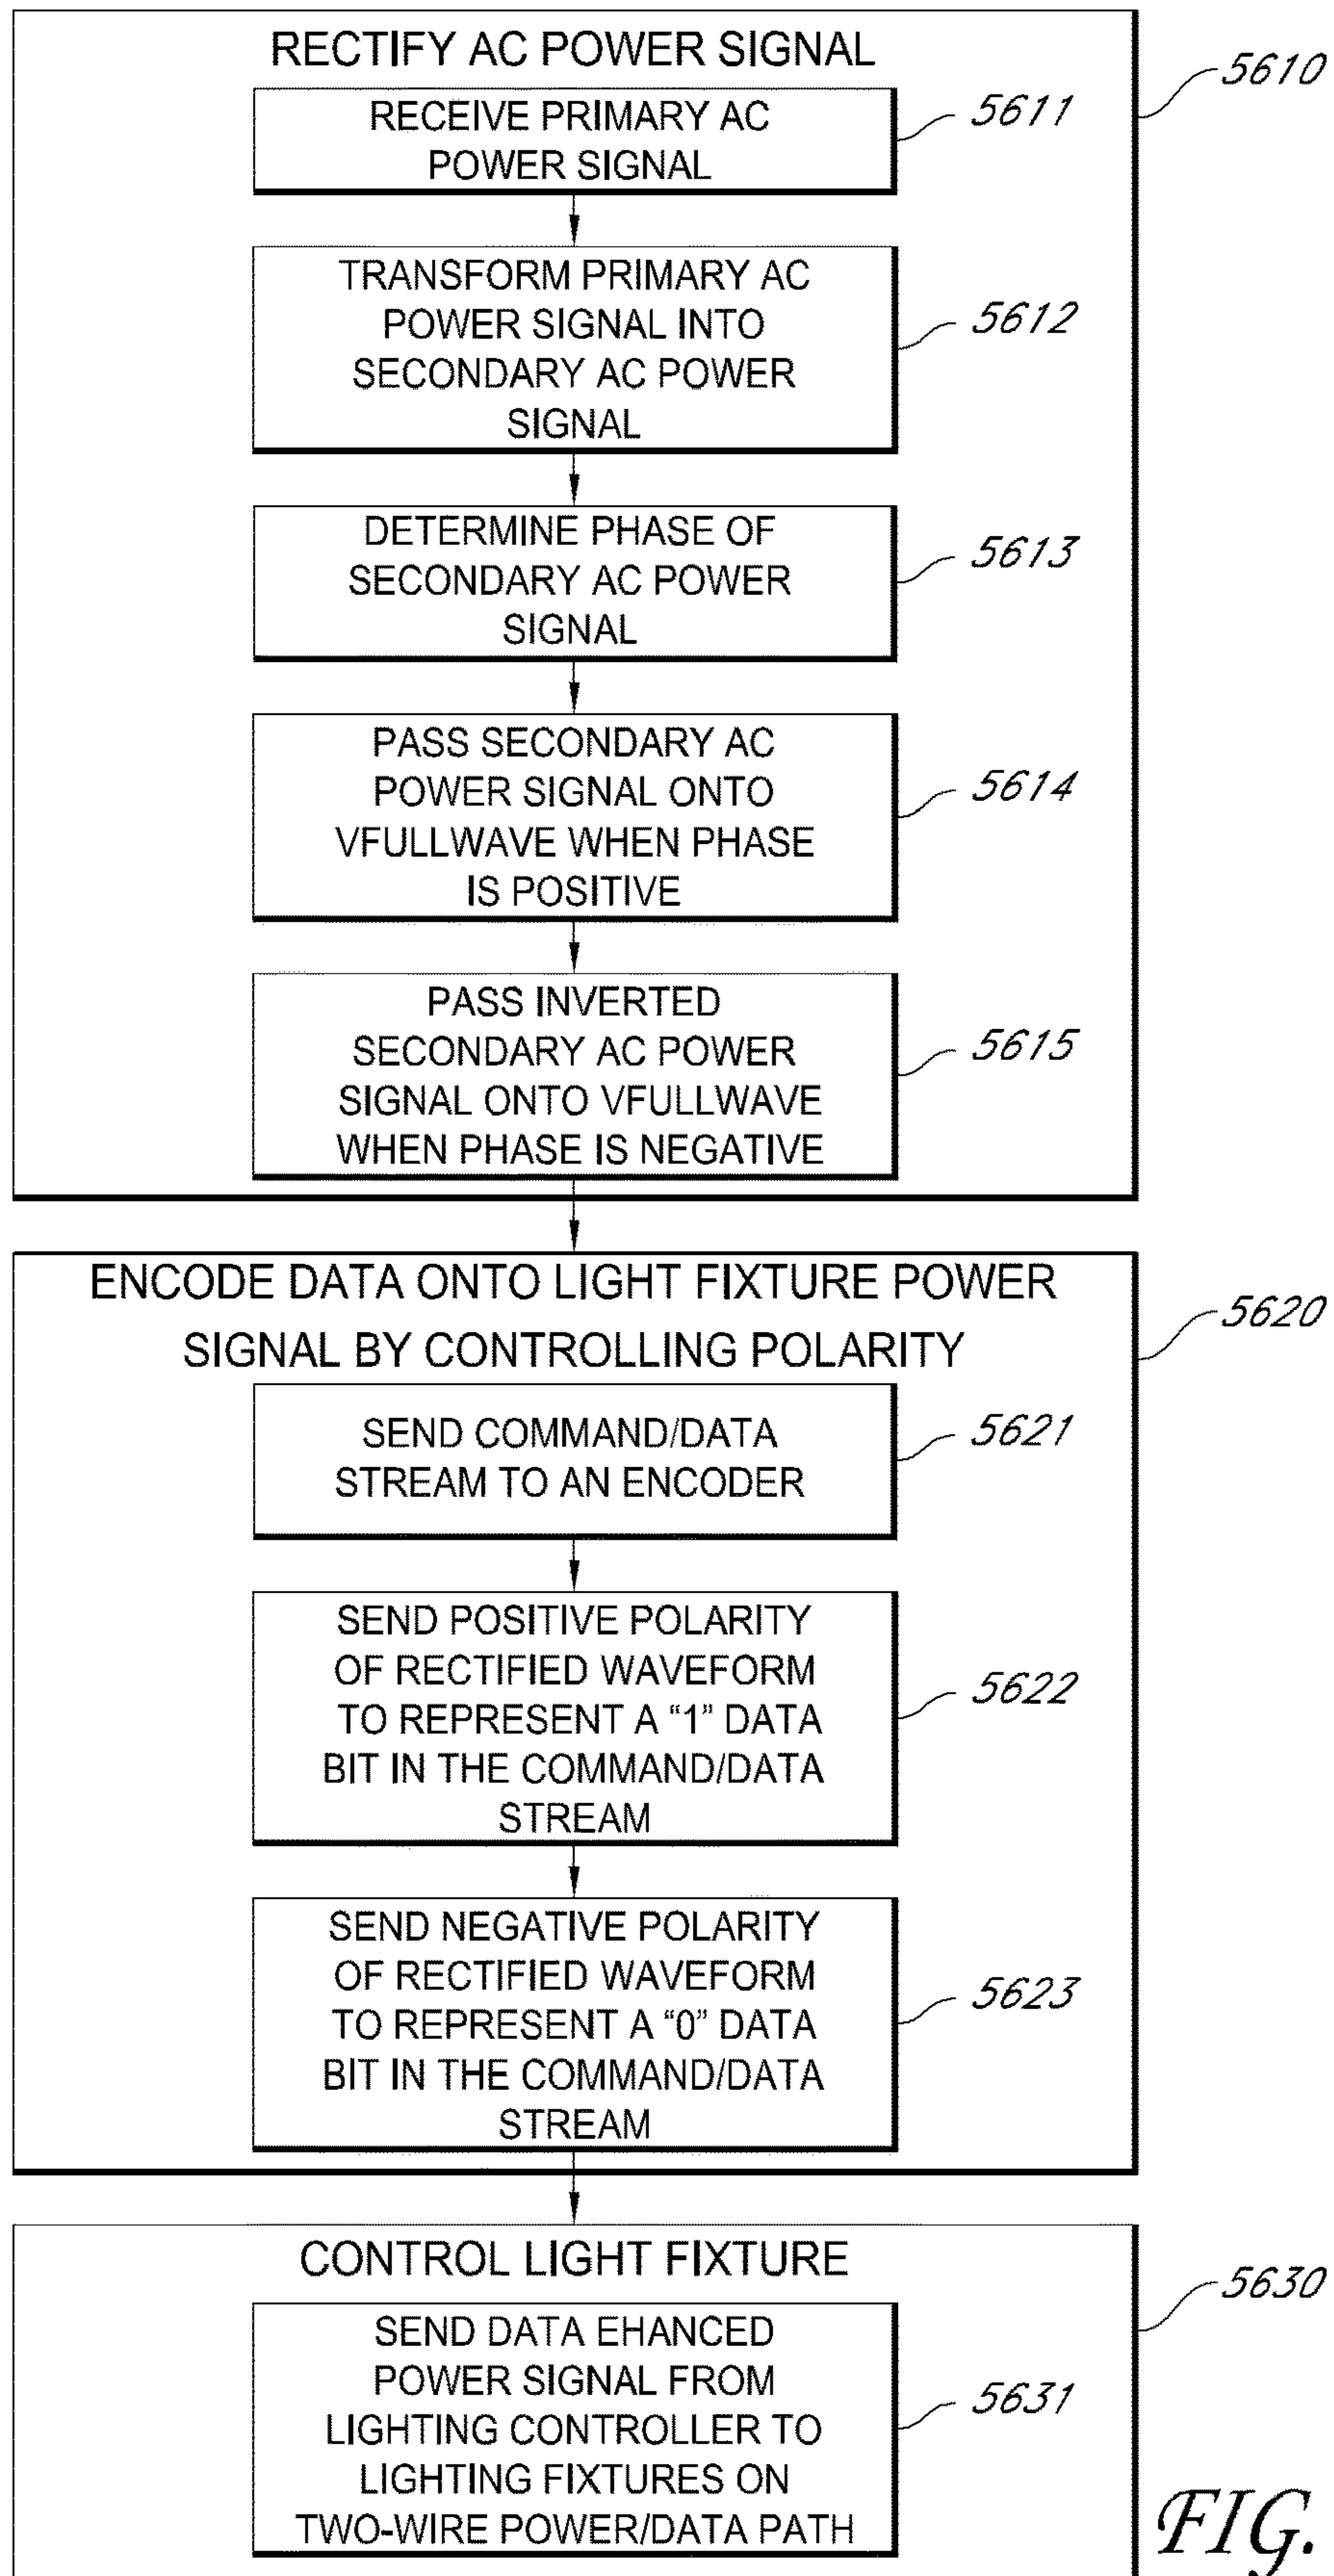 RECTIFY AC POWER SIGNAL
5610
RECEIVE PRIMARY AC
POWER SIGNAL
5611
TRANSFORM PRIMARY AC
POWER SIGNAL INTO
SECONDARY AC POWER
SIGNAL
5612
DETERMINE PHASE OF
SECONDARY AC POWER
SIGNAL
5613
PASS SECONDARY AC
POWER SIGNAL ONTO
VFULLWAVE WHEN PHASE
IS POSITIVE
5614
PASS INVERTED
SECONDARY AC POWER
SIGNAL ONTO VFULLWAVE
WHEN PHASE IS NEGATIVE
5615
ENCODE DATA ONTO LIGHT FIXTURE POWER
SIGNAL BY CONTROLLING POLARITY
5620
SEND COMMAND/DATA
STREAM TO AN ENCODER
5621
SEND POSITIVE POLARITY
OF RECTIFIED WAVEFORM
TO REPRESENT A “1” DATA
BIT IN THE COMMAND/DATA
STREAM
5622
SEND NEGATIVE POLARITY
OF RECTIFIED WAVEFORM
TO REPRESENT A “0” DATA
BIT IN THE COMMAND/DATA
STREAM
5623
CONTROL LIGHT FIXTURE
5630
SEND DATA EHANCED
POWER SIGNAL FROM
LIGHTING CONTROLLER TO
LIGHTING FIXTURES ON
TWO-WIRE POWER/DATA PATH
5631
FIG.